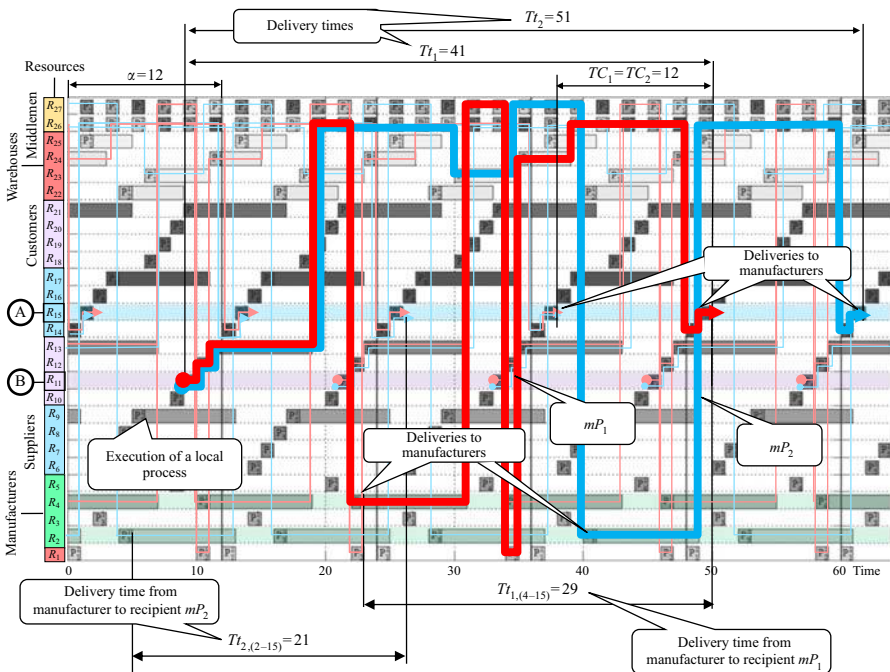 Delivery times
Tt₂=51
Tt₁=41
Resources
α=12
TC₁=TC₂=12
Middlemen
Warehouses
Customers
Suppliers
Manufacturers
R₂₇
R₂₆
R₂₅
R₂₄
R₂₃
R₂₂
R₂₁
R₂₀
R₁₉
R₁₈
R₁₇
R₁₆
R₁₅
R₁₄
R₁₃
R₁₂
R₁₁
R₁₀
R₉
R₈
R₇
R₆
R₅
R₄
R₃
R₂
R₁
A
B
Deliveries to
manufacturers
Execution of a local
process
Deliveries to
manufacturers
mP₁
mP₂
0 10 20 30 40 50 60 Time
Delivery time from
manufacturer to recipient mP₂
Tt₁,₍₄₋₁₅₎=29
Tt₂,₍₂₋₁₅₎=21
Delivery time from
manufacturer to recipient mP₁